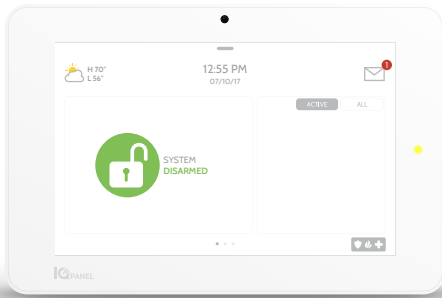 H 70°
L 56°
12:55 PM
07/10/17
1
ACTIVE
ALL
SYSTEM
DISARMED
IQ PANEL